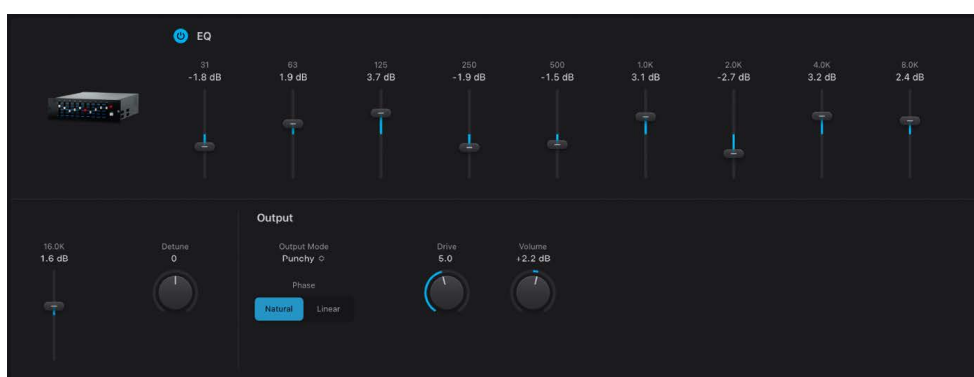 EQ
31 63 125 250 500 1.0K 2.0K 4.0K 8.0K
-1.8 dB 1.9 dB 3.7 dB -1.9 dB -1.5 dB 3.1 dB -2.7 dB 3.2 dB 2.4 dB
Output
16.0K Detune Output Mode Drive Volume
1.6 dB 0 Punchy 5.0 +2.2 dB
Phase
Natural Linear